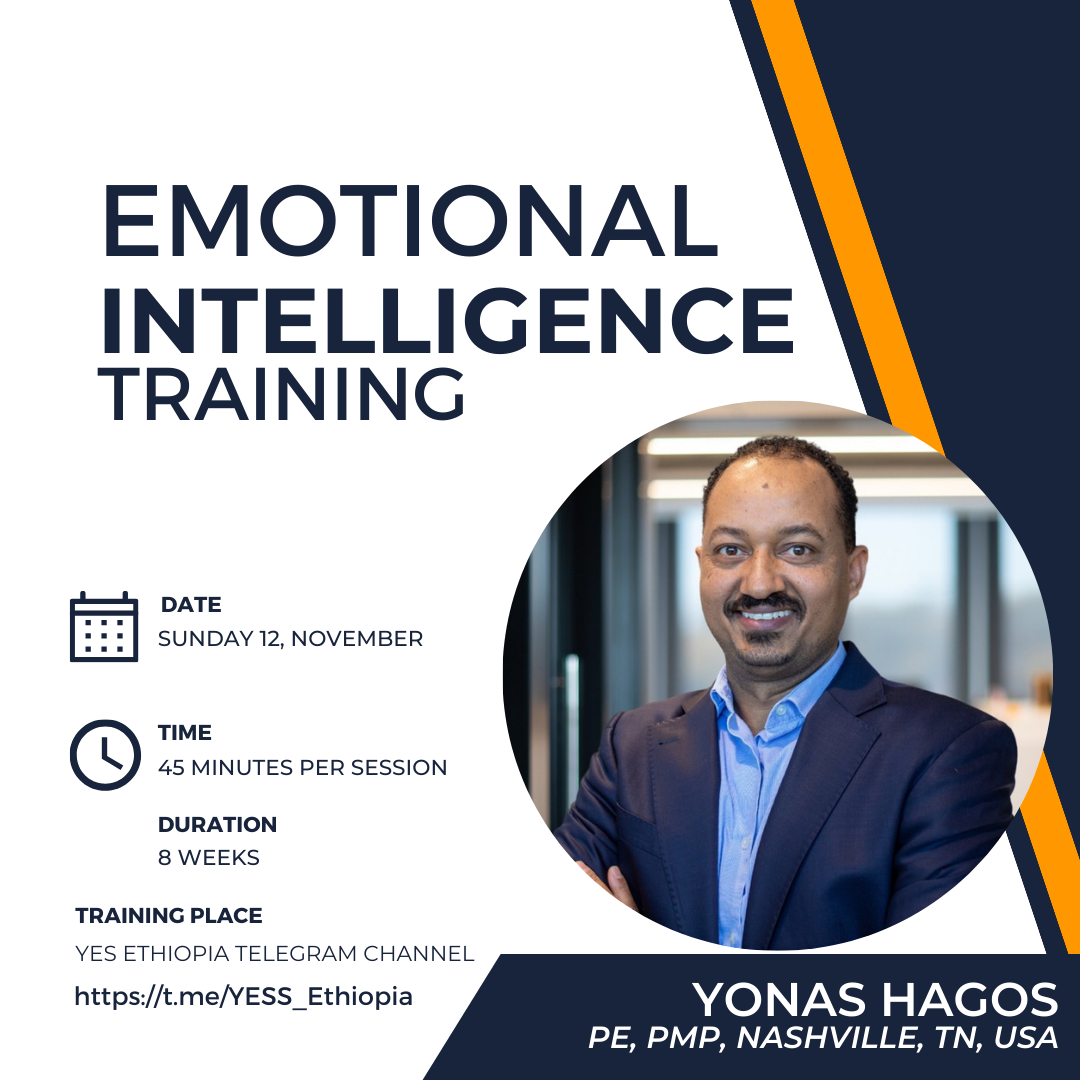 EMOTIONAL
INTELLIGENCE
TRAINING
DATE
SUNDAY 12, NOVEMBER
TIME
45 MINUTES PER SESSION
DURATION
8 WEEKS
TRAINING PLACE
YES ETHIOPIA TELEGRAM CHANNEL
https://t.me/YESS_Ethiopia
YONAS HAGOS
PE, PMP, NASHVILLE, TN, USA